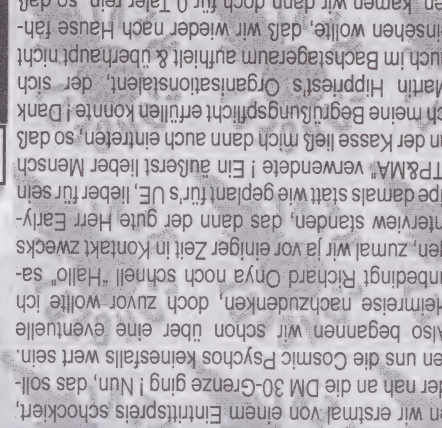 en wir erstmal von einem Eintrittspreis schockiert,
er nah an die DM 30-Grenze ging ! Nun, das soll-
en uns die Cosmic Psychos keinesfalls wert sein.
Also begannen wir schon über eine eventuelle
Heimreise nachzudenken, doch zuvor wollte ich
unbedingt Richard Onya noch schnell "Hallo" sa-
gen, zumal wir ja vor einiger Zeit in Kontakt zwecks
nterview standen, das dann der gute Herr Early-
ipe damals statt wie geplant für's UE, lieber für sein
TP&MA" verwendete ! Ein äußerst lieber Mensch
an der Kasse ließ mich dann auch eintreten, so daß
ch meine Begrüßungspflicht erfüllen konnte ! Dank
Martin Hippriest's Organisationstalent, der sich
auch im Bachstageraum aufhielt & überhaupt nicht
einsehen wollte, daß wir wieder nach Hause fah-
en, kamen wir dann doch für 0 Taler rein, so daß